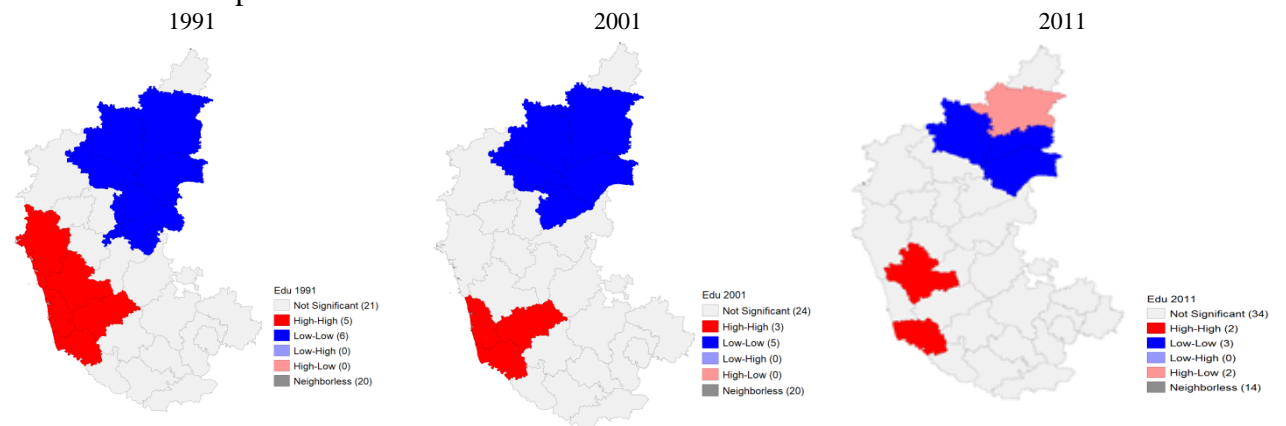 1991
2001
2011
Edu 1991
Not Significant (21)
High-High (5)
Low-Low (6)
Low-High (0)
High-Low (0)
Neighborless (20)
Edu 2001
Not Significant (24)
High-High (3)
Low-Low (5)
Low-High (0)
High-Low (0)
Neighborless (20)
Edu 2011
Not Significant (34)
High-High (2)
Low-Low (3)
Low-High (0)
High-Low (2)
Neighborless (14)